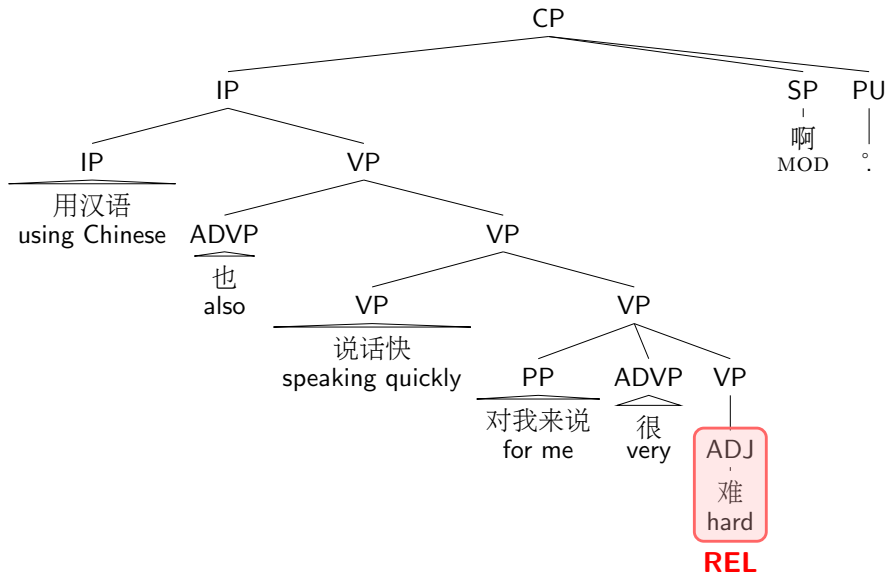 CP
IP SP PU
啊 。
MOD .
IP VP
用汉语
using Chinese
ADVP VP
也
also
VP VP
说话快
speaking quickly
PP ADVP VP
对我来说 很
for me very
ADJ
难
hard
REL